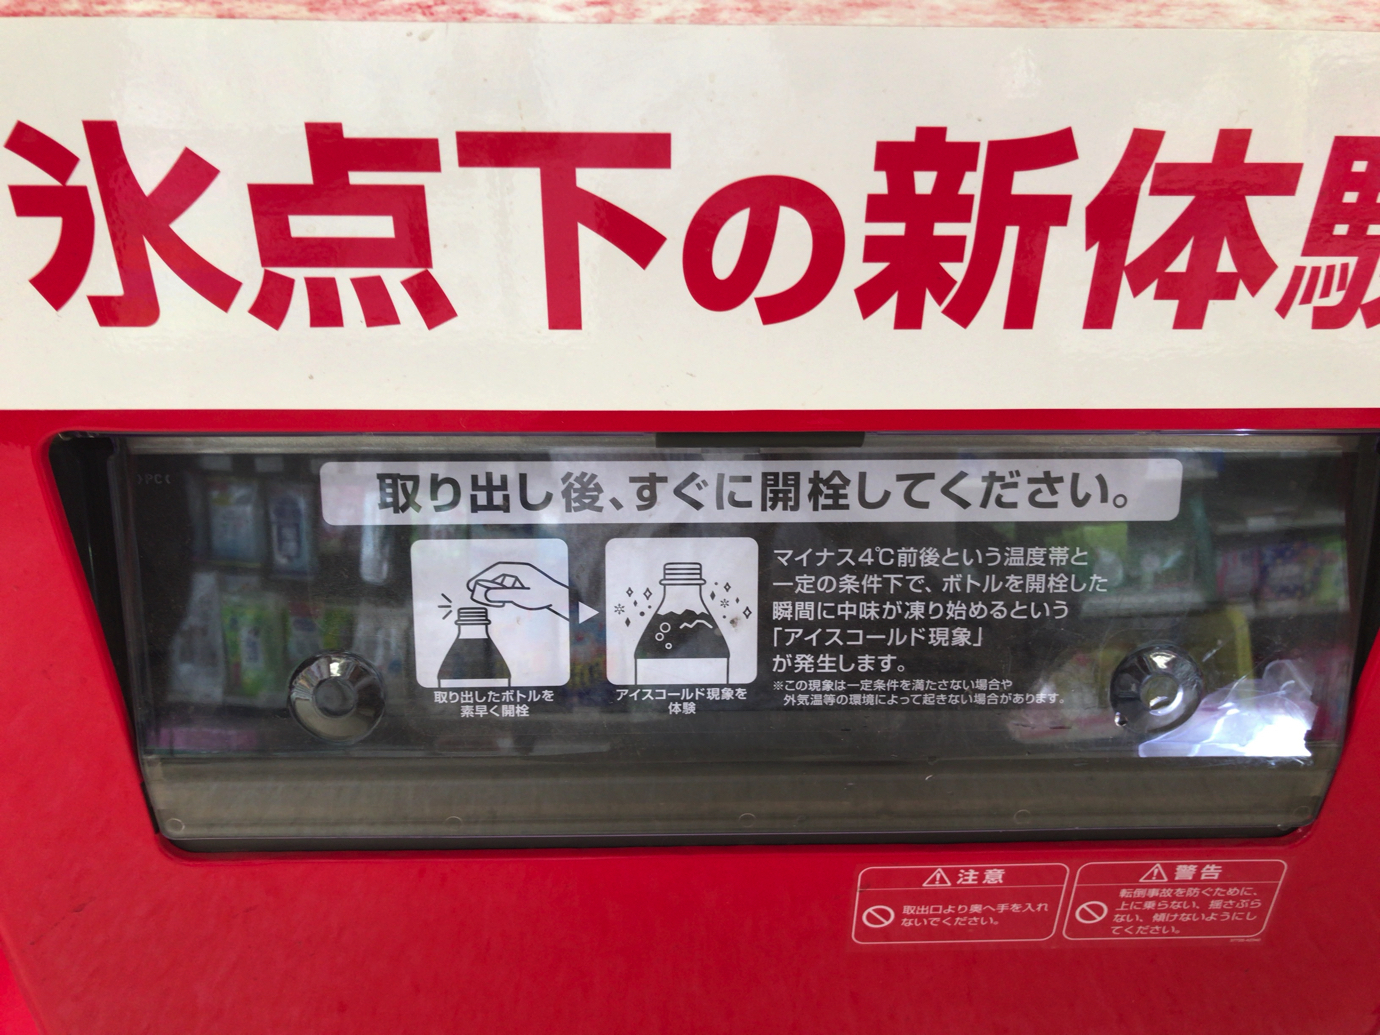 氷点下の新体験
>PC<
取り出し後、すぐに開栓してください。
取り出したボトルを
素早く開栓
アイスコールド現象を
体験
マイナス4℃前後という温度帯と
一定の条件下で、ボトルを開栓した
瞬間に中味が凍り始めるという
「アイスコールド現象」
が発生します。
※この現象は一定条件を満たさない場合や
外気温等の環境によって起きない場合があります。
注意
取出口より奥へ手を入れ
ないでください。
警告
転倒事故を防ぐために、
上に乗らない、揺さぶら
ない、傾けないようにし
てください。